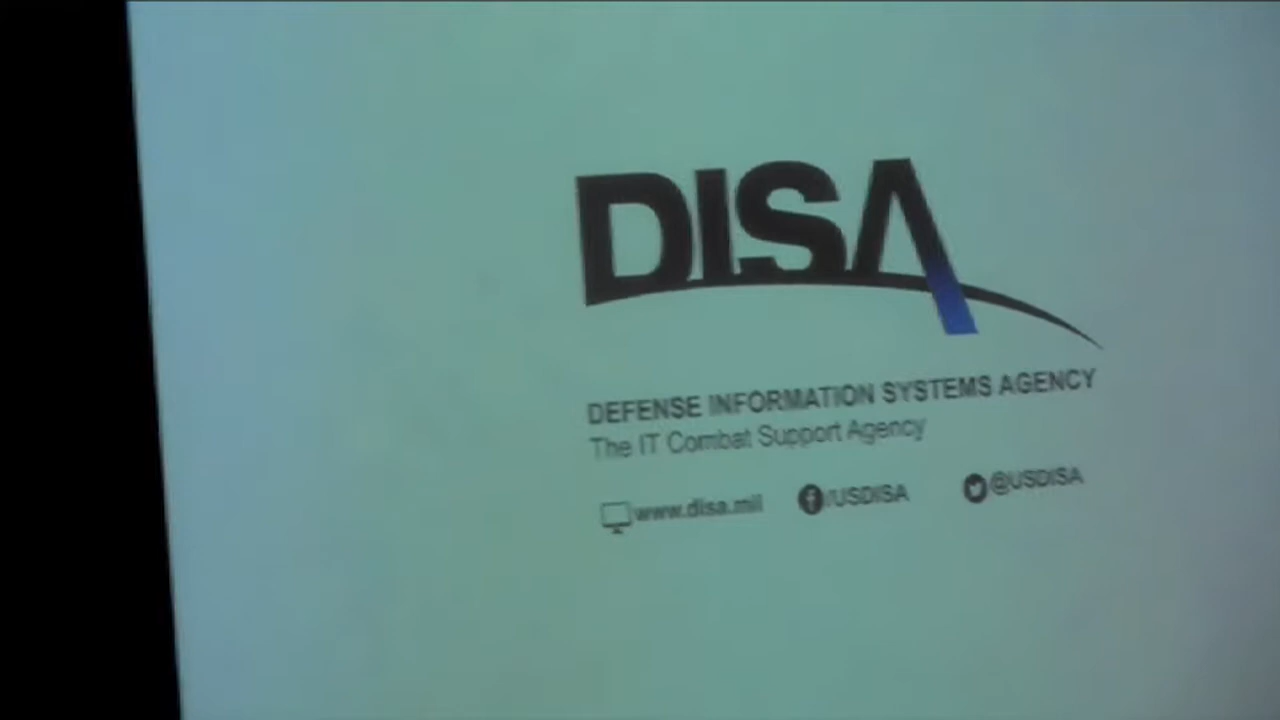 DISA
DEFENSE INFORMATION SYSTEMS AGENCY
The IT Combat Support Agency
www.disa.mil /USDISA @USDISA